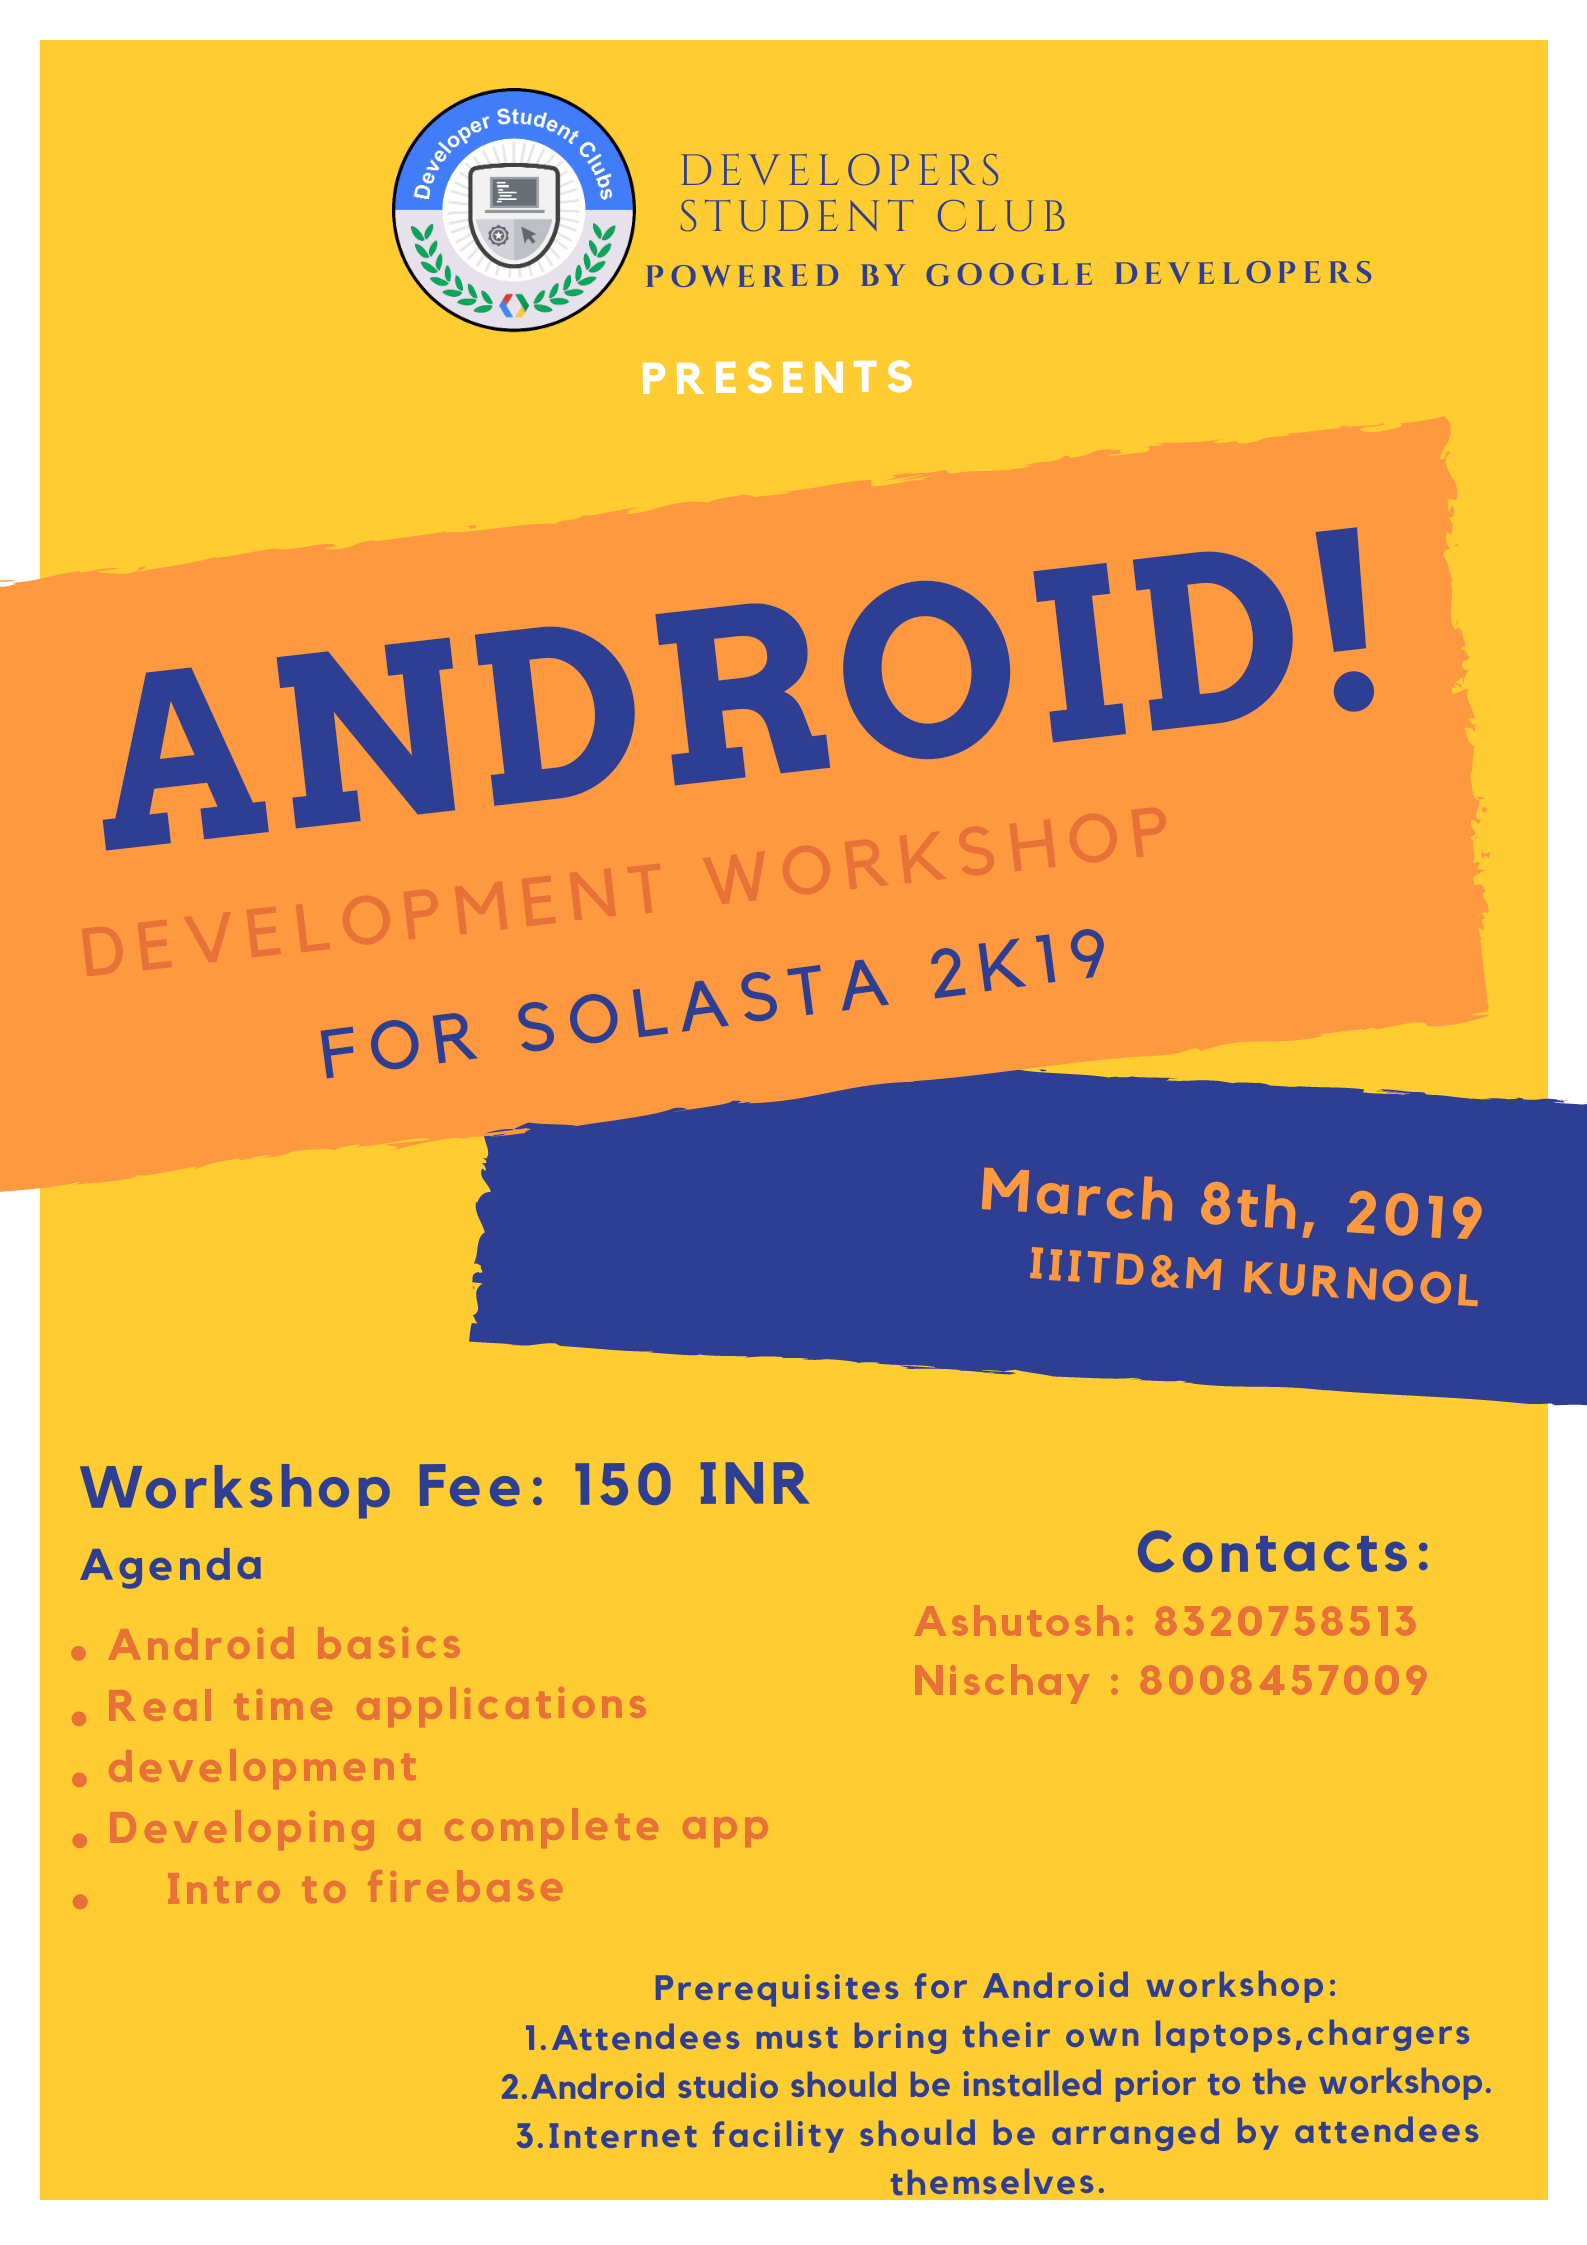 Developer Student Clubs
DEVELOPERS
STUDENT CLUB
POWERED BY GOOGLE DEVELOPERS
PRESENTS
ANDROID!
DEVELOPMENT WORKSHOP
FOR SOLASTA 2K19
March 8th, 2019
IIITD&M KURNOOL
Workshop Fee: 150 INR
Agenda
• Android basics
• Real time applications
• development
• Developing a complete app
• Intro to firebase
Contacts:
Ashutosh: 8320758513
Nischay : 8008457009
Prerequisites for Android workshop:
1.Attendees must bring their own laptops,chargers
2.Android studio should be installed prior to the workshop.
3.Internet facility should be arranged by attendees
themselves.